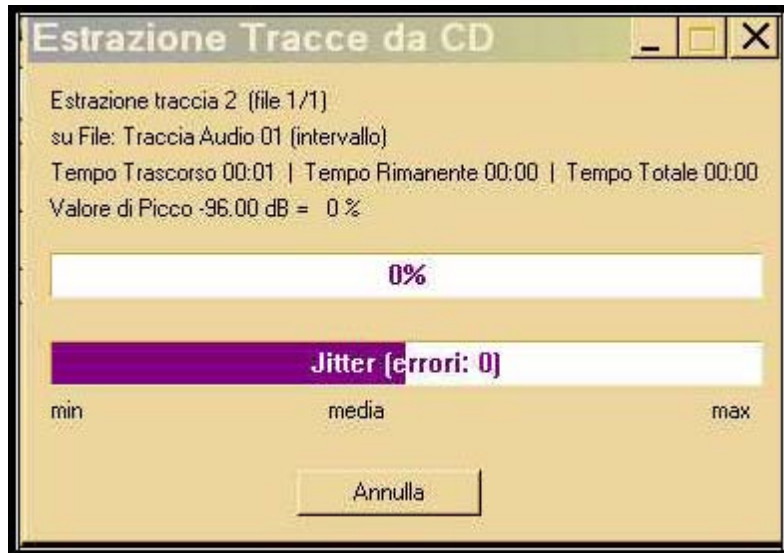 Estrazione Tracce da CD
Estrazione traccia 2 (file 1/1)
su File: Traccia Audio 01 (intervallo)
Tempo Trascorso 00:01 | Tempo Rimanente 00:00 | Tempo Totale 00:00
Valore di Picco -96.00 dB = 0 %
0%
Jitter (errori: 0)
min media max
Annulla